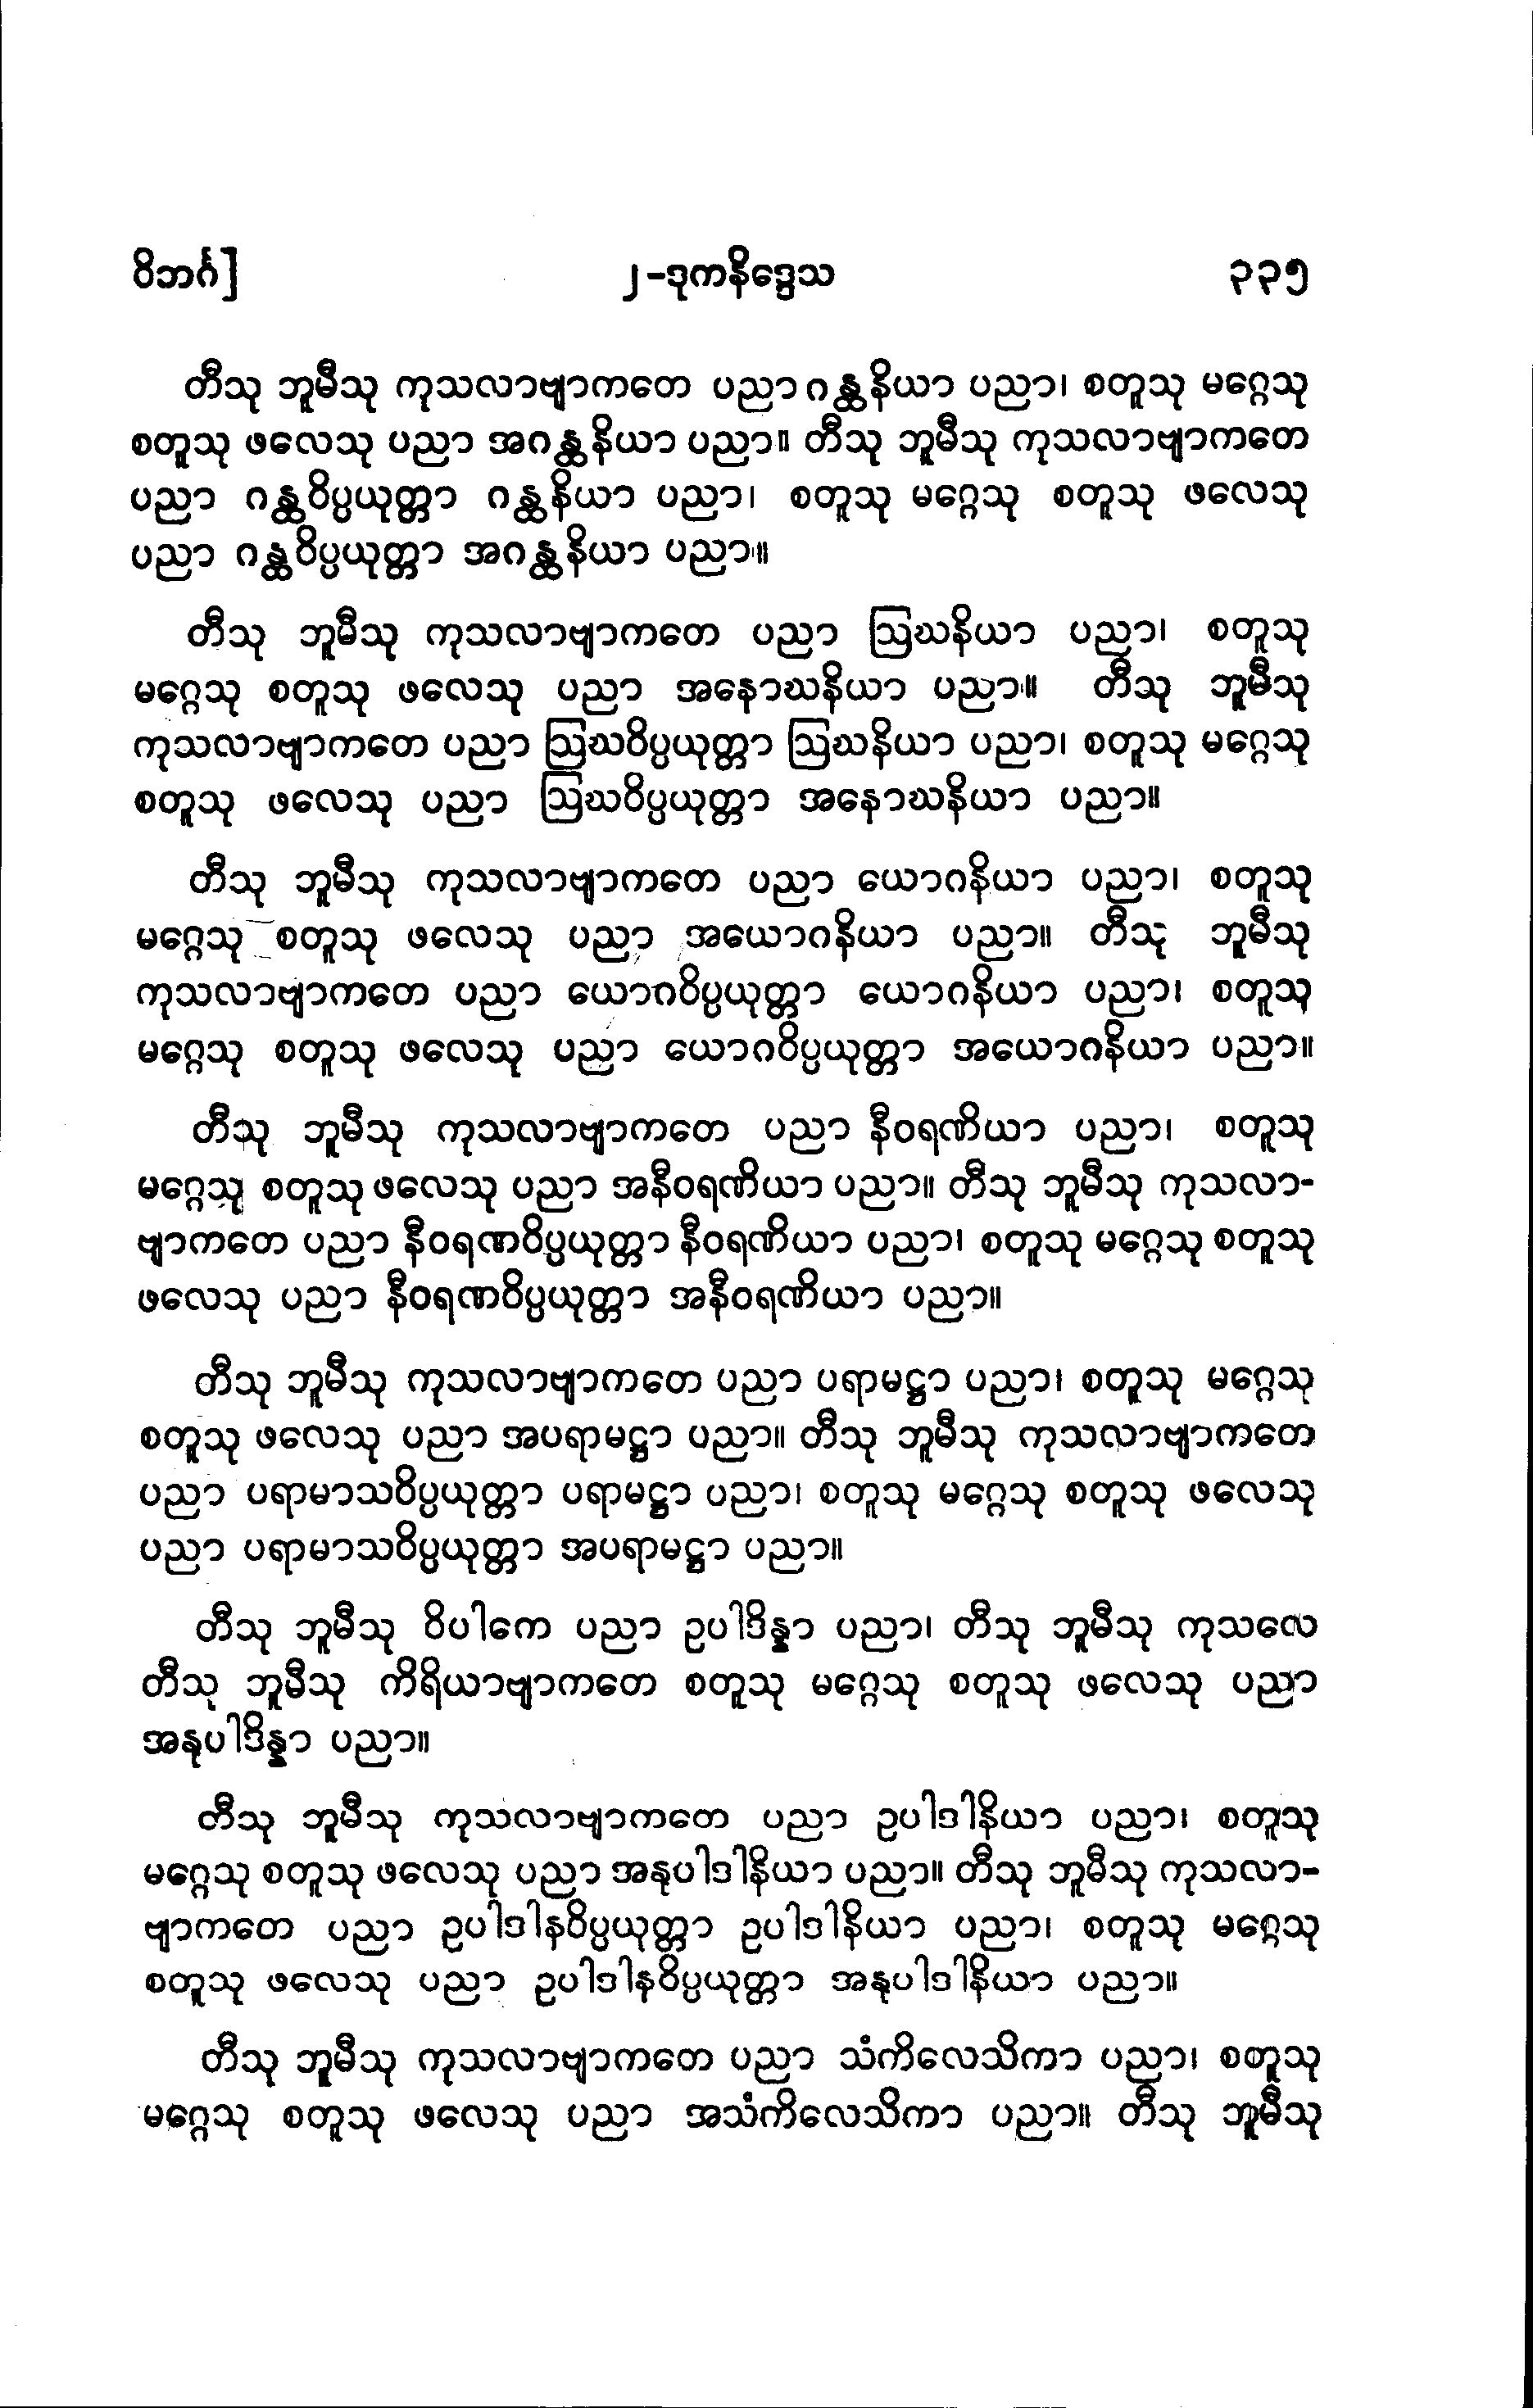 ဝိဘင်္ဂ] ၂-ဒုကနိဒ္ဒေသ ၃၃၅
တီသု ဘူမီသု ကုသလာဗျာကတေ ပညာ ဂန္ထနိယာ ပညာ၊ စတူသု မဂ္ဂေသု
စတူသု ဖလေသု ပညာ အဂန္ထနိယာ ပညာ။ တီသု ဘူမီသု ကုသလာဗျာကတေ
ပညာ ဂန္ထဝိပ္ပယုတ္တာ ဂန္ထနိယာ ပညာ၊ စတူသု မဂ္ဂေသု စတူသု ဖလေသု
ပညာ ဂန္ထဝိပ္ပယုတ္တာ အဂန္ထနိယာ ပညာ။
တီသု ဘူမီသု ကုသလာဗျာကတေ ပညာ ဩဃနိယာ ပညာ၊ စတူသု
မဂ္ဂေသု စတူသု ဖလေသု ပညာ အနောဃနိယာ ပညာ။ တီသု ဘူမီသု
ကုသလာဗျာကတေ ပညာ ဩဃဝိပ္ပယုတ္တာ ဩဃနိယာ ပညာ၊ စတူသု မဂ္ဂေသု
စတူသု ဖလေသု ပညာ ဩဃဝိပ္ပယုတ္တာ အနောဃနိယာ ပညာ။
တီသု ဘူမီသု ကုသလာဗျာကတေ ပညာ ယောဂနိယာ ပညာ၊ စတူသု
မဂ္ဂေသု စတူသု ဖလေသု ပညာ အယောဂနိယာ ပညာ။ တီသု ဘူမီသု
ကုသလာဗျာကတေ ပညာ ယောဂဝိပ္ပယုတ္တာ ယောဂနိယာ ပညာ၊ စတူသု
မဂ္ဂေသု စတူသု ဖလေသု ပညာ ယောဂဝိပ္ပယုတ္တာ အယောဂနိယာ ပညာ။
တီသု ဘူမီသု ကုသလာဗျာကတေ ပညာ နီဝရဏိယာ ပညာ၊ စတူသု
မဂ္ဂေသု စတူသု ဖလေသု ပညာ အနီဝရဏိယာ ပညာ။ တီသု ဘူမီသု ကုသလာ-
ဗျာကတေ ပညာ နီဝရဏဝိပ္ပယုတ္တာ နီဝရဏိယာ ပညာ၊ စတူသု မဂ္ဂေသု စတူသု
ဖလေသု ပညာ နီဝရဏဝိပ္ပယုတ္တာ အနီဝရဏိယာ ပညာ။
တီသု ဘူမီသု ကုသလာဗျာကတေ ပညာ ပရာမဋ္ဌာ ပညာ၊ စတူသု မဂ္ဂေသု
စတူသု ဖလေသု ပညာ အပရာမဋ္ဌာ ပညာ။ တီသု ဘူမီသု ကုသလာဗျာကတေ
ပညာ ပရာမာသဝိပ္ပယုတ္တာ ပရာမဋ္ဌာ ပညာ၊ စတူသု မဂ္ဂေသု စတူသု ဖလေသု
ပညာ ပရာမာသဝိပ္ပယုတ္တာ အပရာမဋ္ဌာ ပညာ။
တီသု ဘူမီသု ဝိပါကေ ပညာ ဥပါဒိန္နာ ပညာ၊ တီသု ဘူမီသု ကုသလေ
တီသု ဘူမီသု ကိရိယာဗျာကတေ စတူသု မဂ္ဂေသု စတူသု ဖလေသု ပညာ
အနုပါဒိန္နာ ပညာ။
တီသု ဘူမီသု ကုသလာဗျာကတေ ပညာ ဥပါဒါနိယာ ပညာ၊ စတူသု
မဂ္ဂေသု စတူသု ဖလေသု ပညာ အနုပါဒါနိယာ ပညာ။ တီသု ဘူမီသု ကုသလာ-
ဗျာကတေ ပညာ ဥပါဒါနဝိပ္ပယုတ္တာ ဥပါဒါနိယာ ပညာ၊ စတူသု မဂ္ဂေသု
စတူသု ဖလေသု ပညာ ဥပါဒါနဝိပ္ပယုတ္တာ အနုပါဒါနိယာ ပညာ။
တီသု ဘူမီသု ကုသလာဗျာကတေ ပညာ သံကိလေသိကာ ပညာ၊ စတူသု
မဂ္ဂေသု စတူသု ဖလေသု ပညာ အသံကိလေသိကာ ပညာ။ တီသု ဘူမီသု